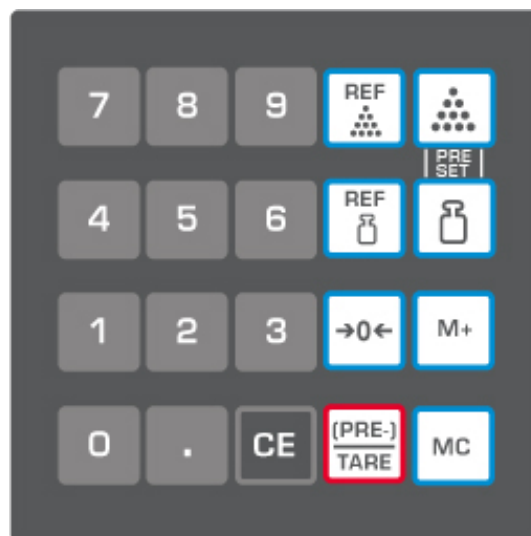 7 8 9 REF
PRE
SET
4 5 6 REF
1 2 3 →0← M+
0 . CE (PRE-) MC
TARE